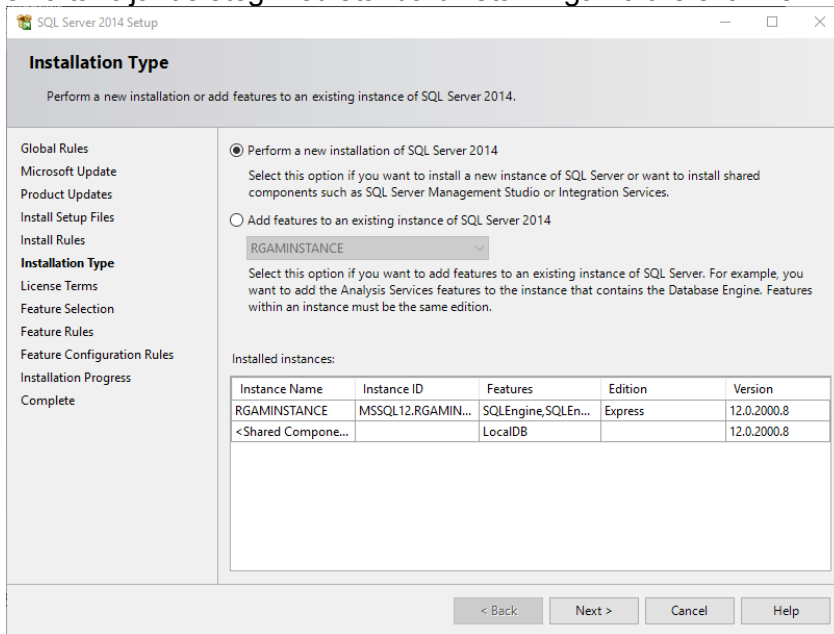 SQL Server 2014 Setup
Installation Type
Perform a new installation or add features to an existing instance of SQL Server 2014.
Global Rules
Microsoft Update
Product Updates
Install Setup Files
Install Rules
Installation Type
License Terms
Feature Selection
Feature Rules
Feature Configuration Rules
Installation Progress
Complete
Perform a new installation of SQL Server 2014
Select this option if you want to install a new instance of SQL Server or want to install shared
components such as SQL Server Management Studio or Integration Services.
Add features to an existing instance of SQL Server 2014
RGAMINSTANCE
Select this option if you want to add features to an existing instance of SQL Server. For example, you
want to add the Analysis Services features to the instance that contains the Database Engine. Features
within an instance must be the same edition.
Installed instances:
Instance Name Instance ID Features Edition Version
RGAMINSTANCE MSSQL12.RGAMIN... SQLEngine,SQLEn... Express 12.0.2000.8
<Shared Compone... LocalDB 12.0.2000.8
< Back Next > Cancel Help